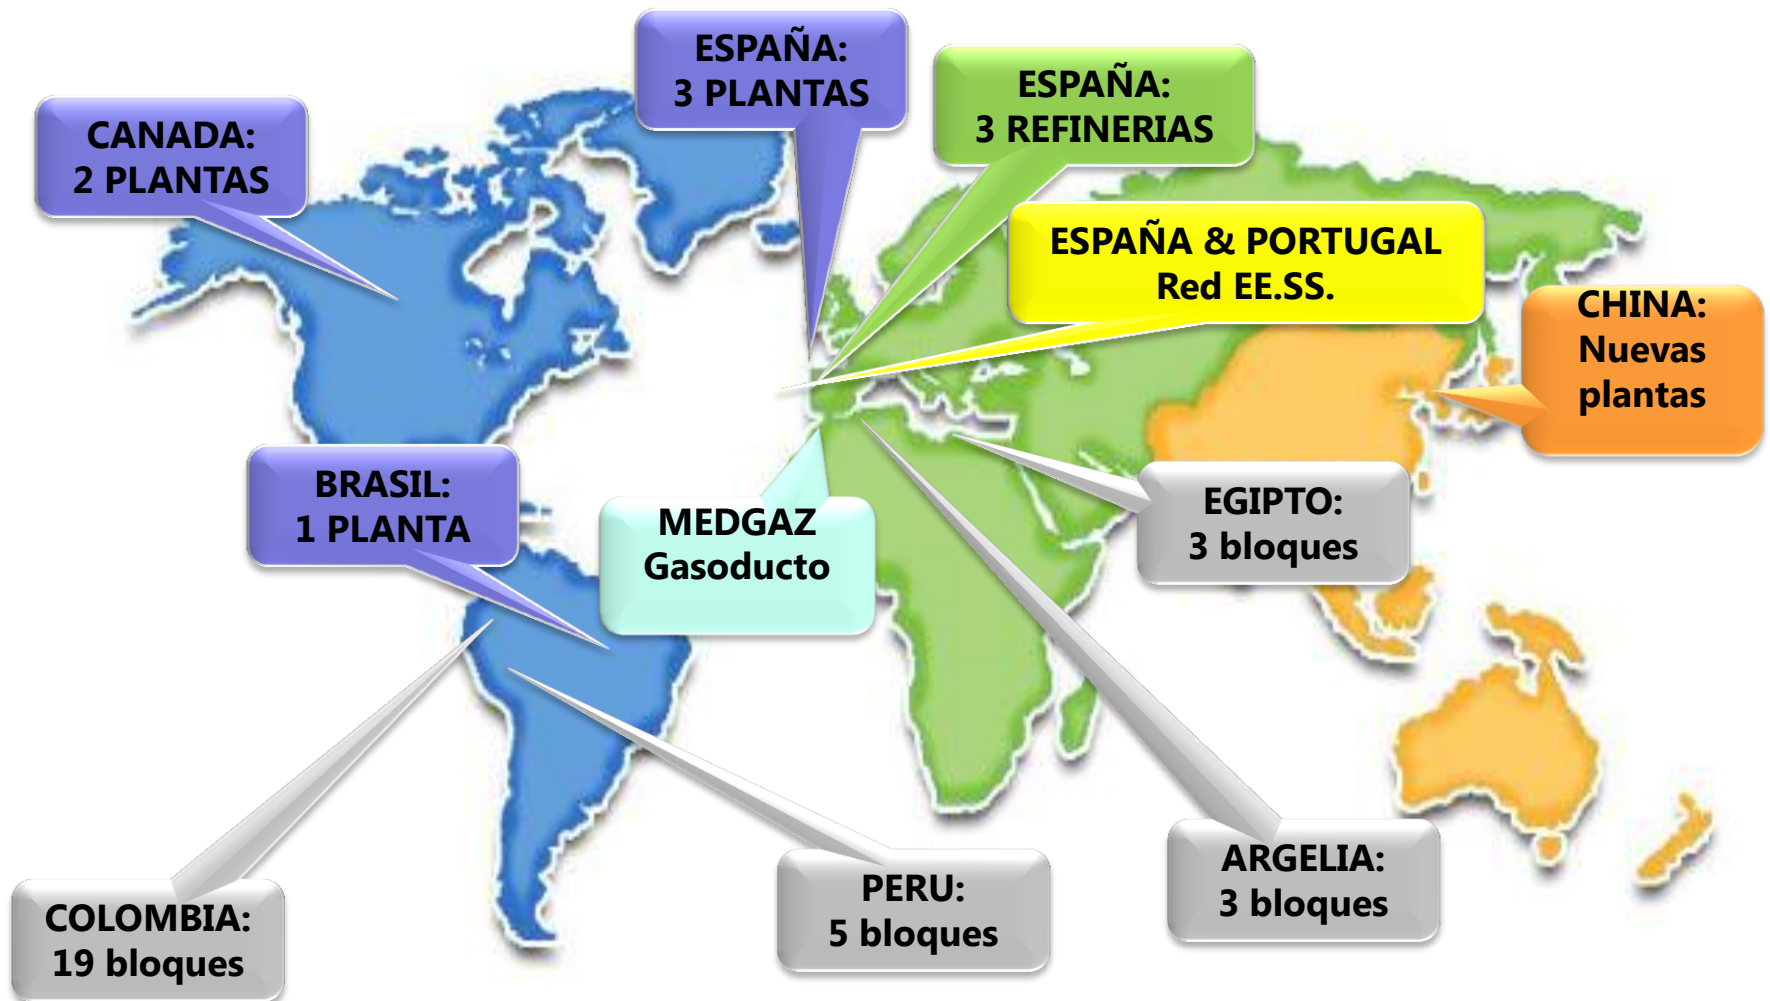 ESPAÑA:
3 PLANTAS
ESPAÑA:
3 REFINERIAS
CANADA:
2 PLANTAS
ESPAÑA & PORTUGAL
Red EE.SS.
CHINA:
Nuevas
plantas
BRASIL:
1 PLANTA
MEDGAZ
Gasoducto
EGIPTO:
3 bloques
ARGELIA:
3 bloques
PERU:
5 bloques
COLOMBIA:
19 bloques